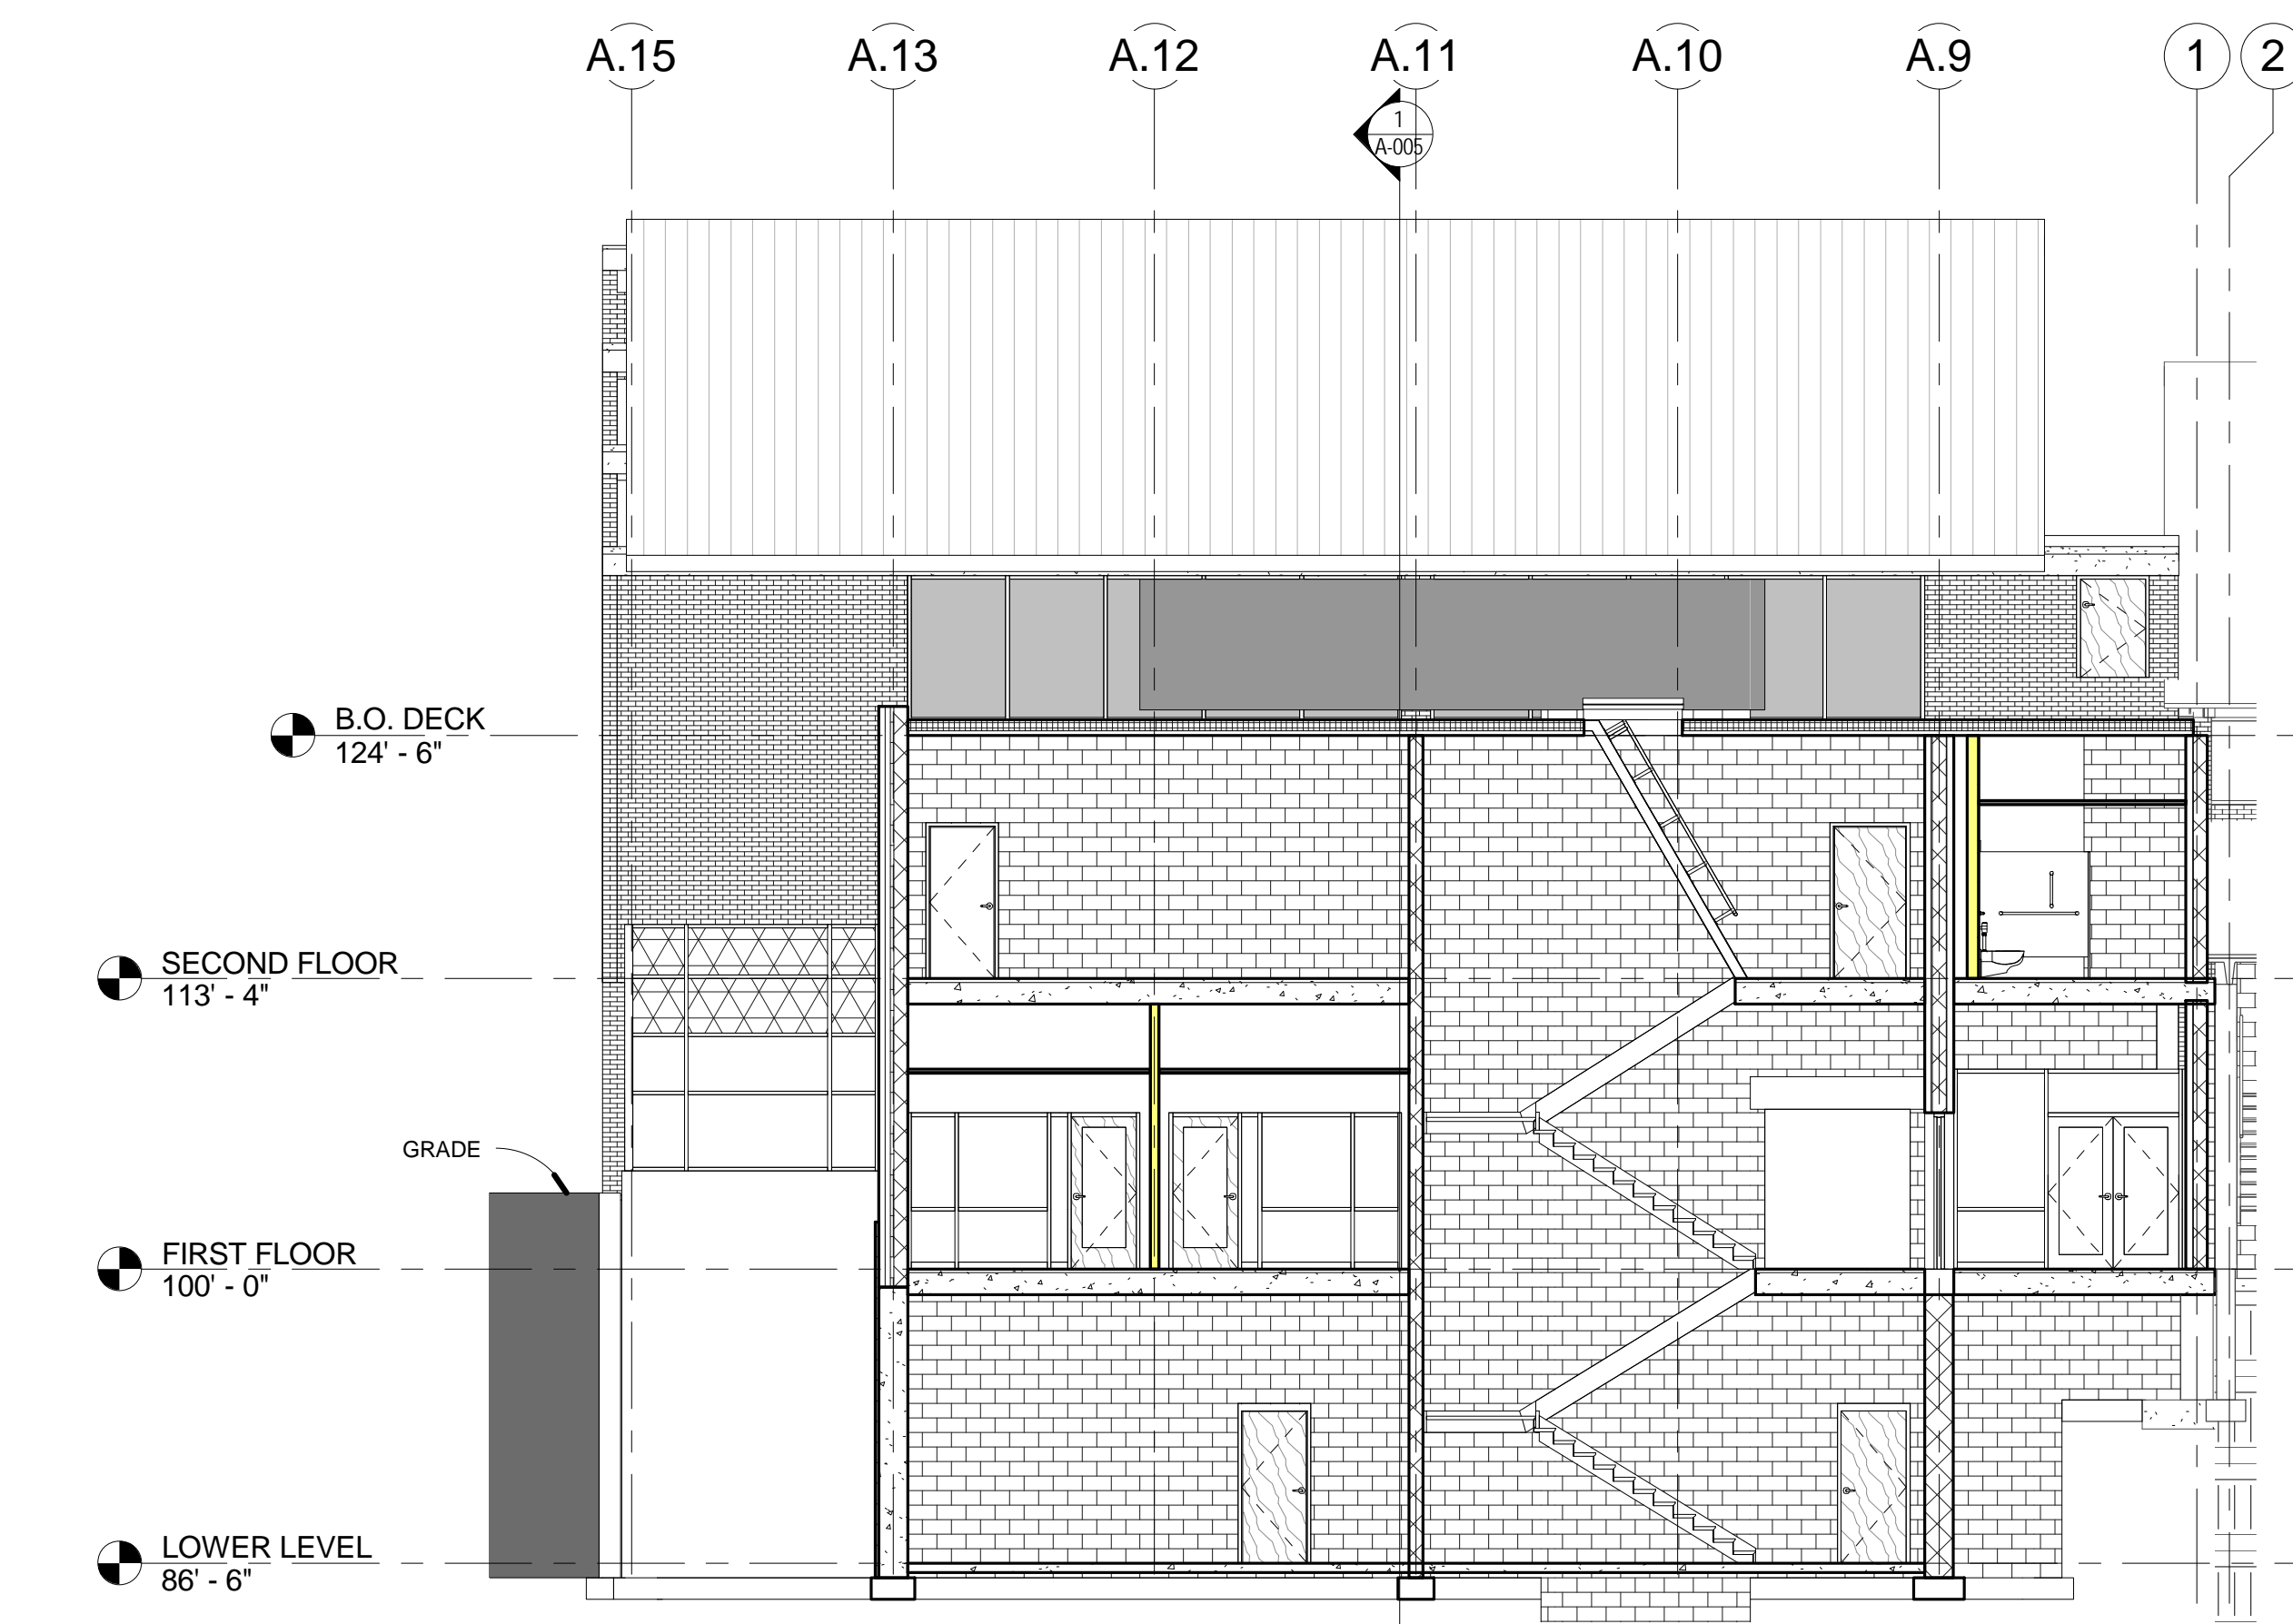 A.15 A.13 A.12 A.11 A.10 A.9 1 2
1
A-005
B.O. DECK
124' - 6"
SECOND FLOOR
113' - 4"
GRADE
FIRST FLOOR
100' - 0"
LOWER LEVEL
86' - 6"